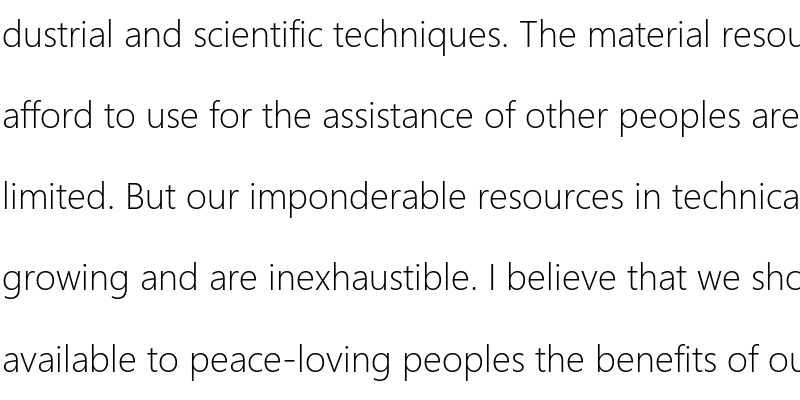 dustrial and scientific techniques. The material resou
afford to use for the assistance of other peoples are
limited. But our imponderable resources in technica
growing and are inexhaustible. I believe that we sho
available to peace-loving peoples the benefits of ou